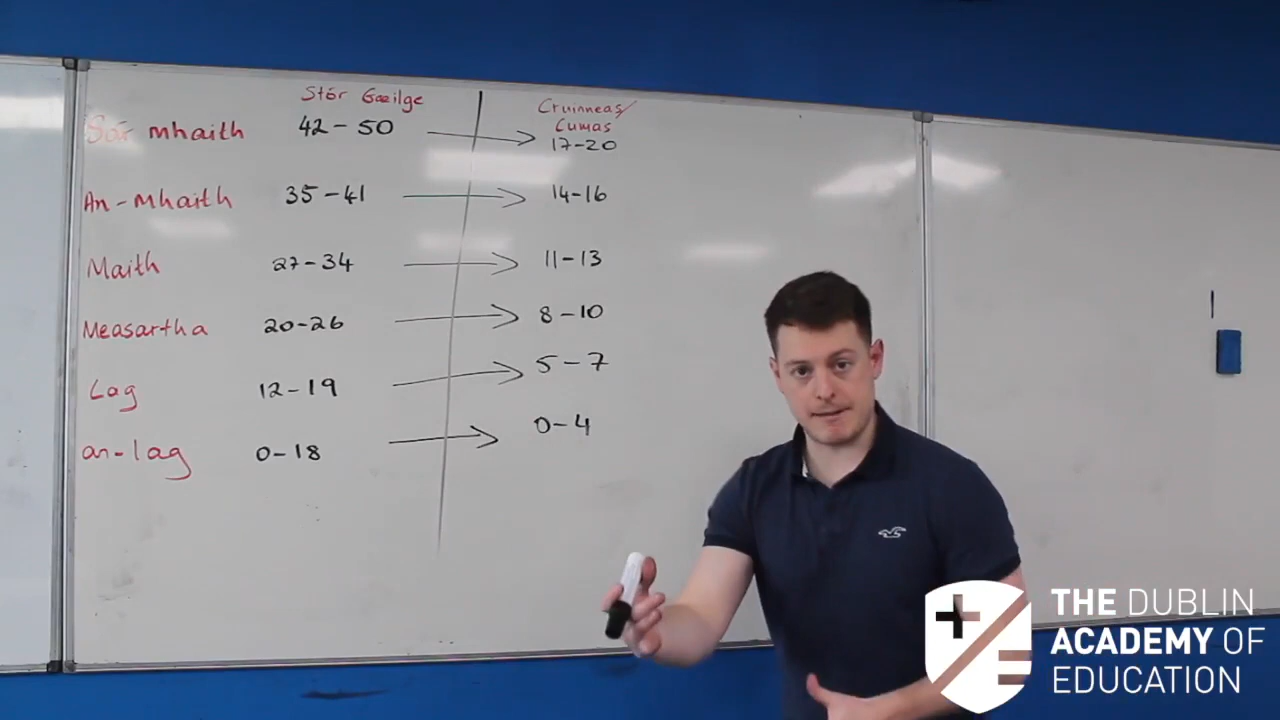 Stór Gaeilge
Cruinneas/
Cumas
Sár mhaith 42 - 50 17-20
An-mhaith 35-41 14-16
Maith 27-34 11-13
Measartha 20-26 8-10
Lag 12-19 5-7
an-lag 0-18 0-4
THE DUBLIN
ACADEMY OF
EDUCATION